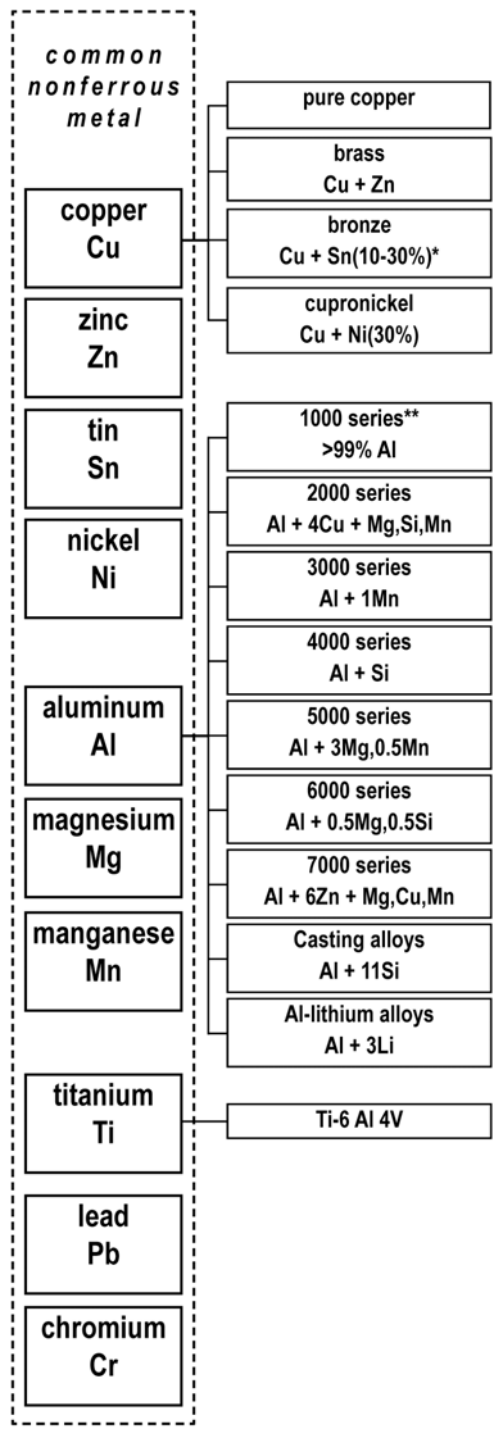 common
nonferrous
metal
copper
Cu
pure copper
brass
Cu + Zn
bronze
Cu + Sn(10-30%)*
cupronickel
Cu + Ni(30%)
zinc
Zn
tin
Sn
nickel
Ni
aluminum
Al
1000 series**
>99% Al
2000 series
Al + 4Cu + Mg,Si,Mn
3000 series
Al + 1Mn
4000 series
Al + Si
5000 series
Al + 3Mg,0.5Mn
6000 series
Al + 0.5Mg,0.5Si
7000 series
Al + 6Zn + Mg,Cu,Mn
Casting alloys
Al + 11Si
Al-lithium alloys
Al + 3Li
magnesium
Mg
manganese
Mn
titanium
Ti
Ti-6 Al 4V
lead
Pb
chromium
Cr